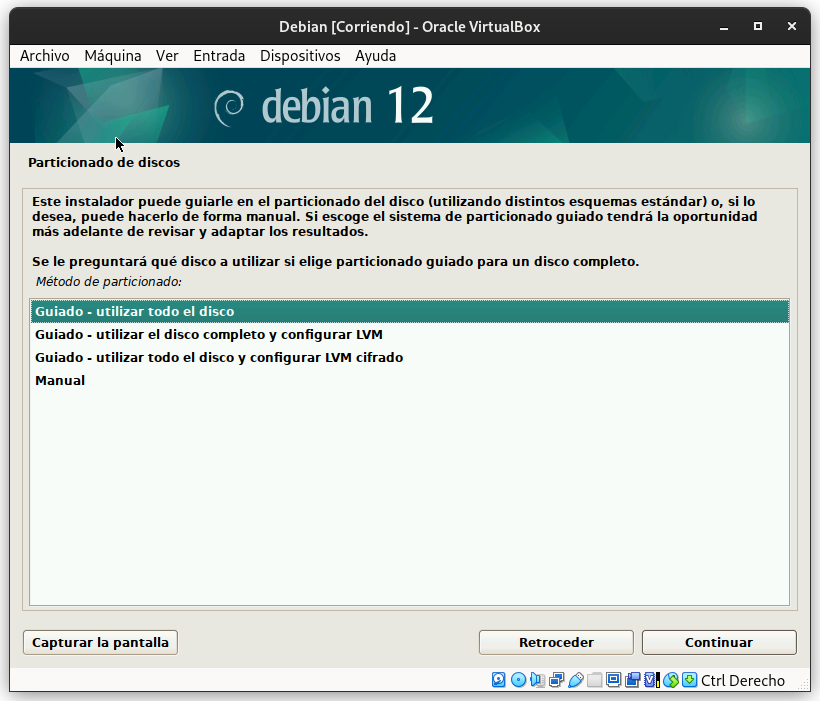 Debian [Corriendo] - Oracle VirtualBox
Archivo Máquina Ver Entrada Dispositivos Ayuda
debian 12
Particionado de discos
Este instalador puede guiarle en el particionado del disco (utilizando distintos esquemas estándar) o, si lo
desea, puede hacerlo de forma manual. Si escoge el sistema de particionado guiado tendrá la oportunidad
más adelante de revisar y adaptar los resultados.
Se le preguntará qué disco a utilizar si elige particionado guiado para un disco completo.
Método de particionado:
Guiado - utilizar todo el disco
Guiado - utilizar el disco completo y configurar LVM
Guiado - utilizar todo el disco y configurar LVM cifrado
Manual
Capturar la pantalla Retroceder Continuar
Ctrl Derecho